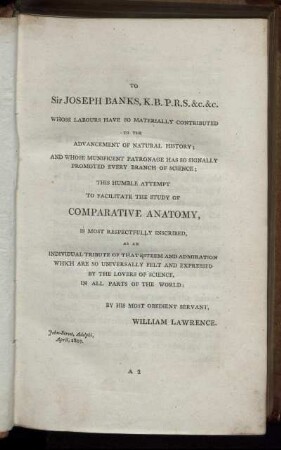 TO
Sir JOSEPH BANKS, K.B. P.R.S. &c. &c.
WHOSE LABOURS HAVE SO MATERIALLY CONTRIBUTED
TO THE
ADVANCEMENT OF NATURAL HISTORY;
AND WHOSE MUNIFICENT PATRONAGE HAS SO SIGNALLY
PROMOTED EVERY BRANCH OF SCIENCE;
THIS HUMBLE ATTEMPT
TO FACILITATE THE STUDY OF
COMPARATIVE ANATOMY,
IS MOST RESPECTFULLY INSCRIBED,
AS AN
INDIVIDUAL TRIBUTE OF THAT ESTEEM AND ADMIRATION
WHICH ARE SO UNIVERSALLY FELT AND EXPRESSED
BY THE LOVERS OF SCIENCE,
IN ALL PARTS OF THE WORLD:
BY HIS MOST OBEDIENT SERVANT,
WILLIAM LAWRENCE.
John-Street, Adelphi,
April, 1807.
A 2